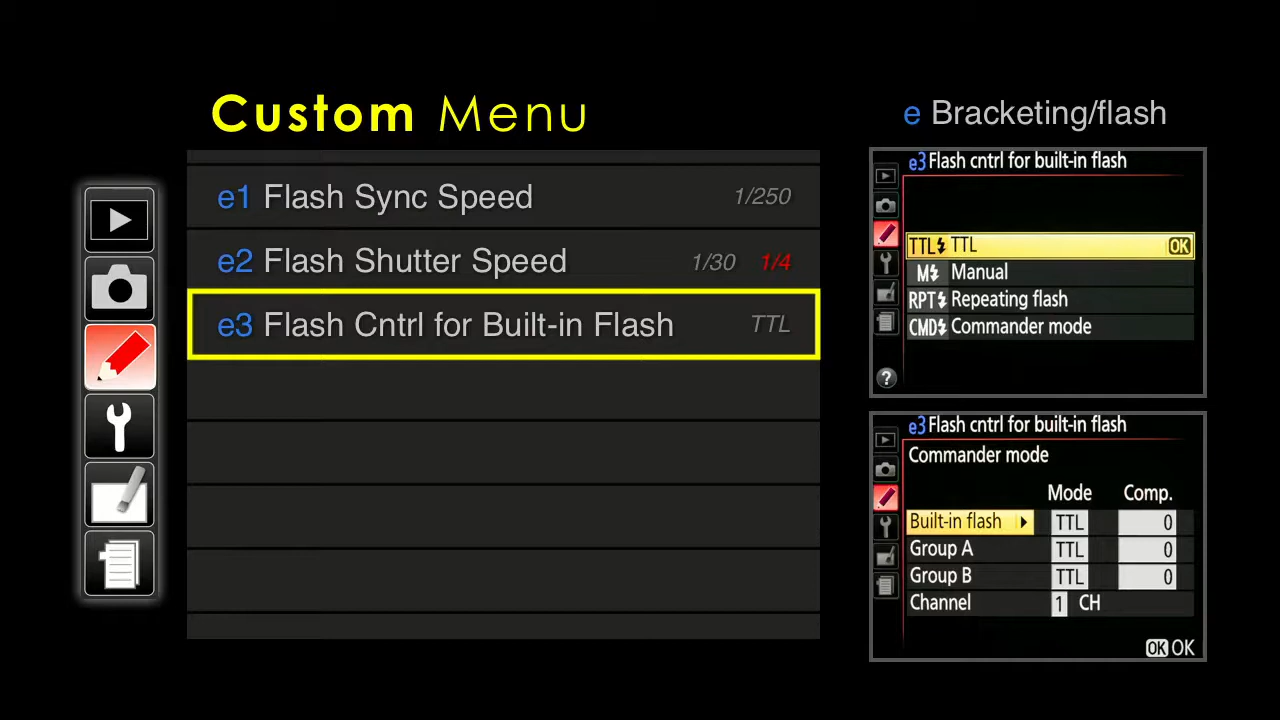 Custom Menu
e1 Flash Sync Speed 1/250
e2 Flash Shutter Speed 1/30 1/4
e3 Flash Cntrl for Built-in Flash TTL
e Bracketing/flash
e3 Flash cntrl for built-in flash
TTL TTL OK
M Manual
RPT Repeating flash
CMD Commander mode
?
e3 Flash cntrl for built-in flash
Commander mode
Mode Comp.
Built-in flash TTL 0
Group A TTL 0
Group B TTL 0
Channel 1 CH
OK OK